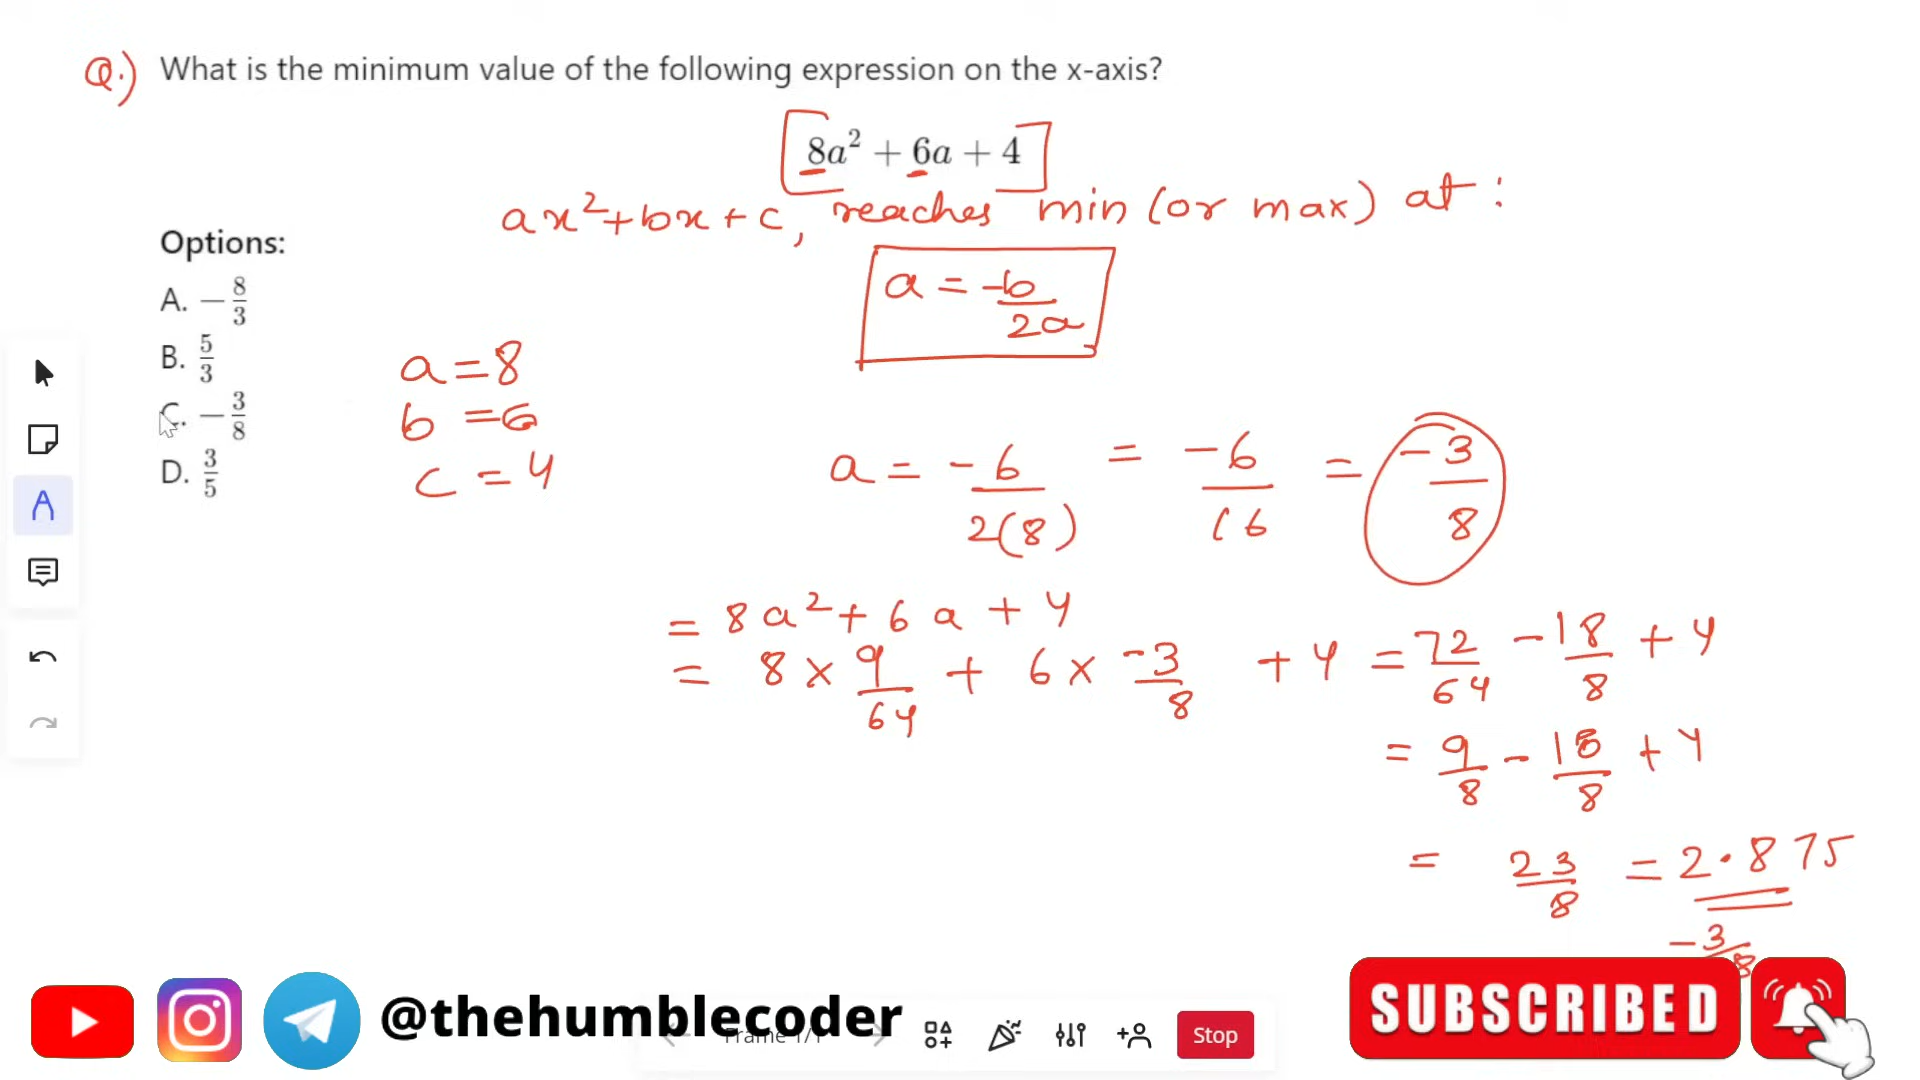 Q.) What is the minimum value of the following expression on the x-axis?
8a² + 6a + 4
ax²+bx+c, reaches min (or max) at :
Options:
A. −8/3
B. 5/3
C. −3/8
D. 3/5
a = -b/2a
a = 8
b = 6
c = 4
a = -6/2(8) = -6/16 = -3/8
= 8a² + 6a + 4
= 8 × 9/64 + 6 × -3/8 + 4 = 72/64 - 18/8 + 4
= 9/8 - 18/8 + 4
= 23/8 = 2.875
-3/8
@thehumblecoder
Frame 1/1
Stop
SUBSCRIBED